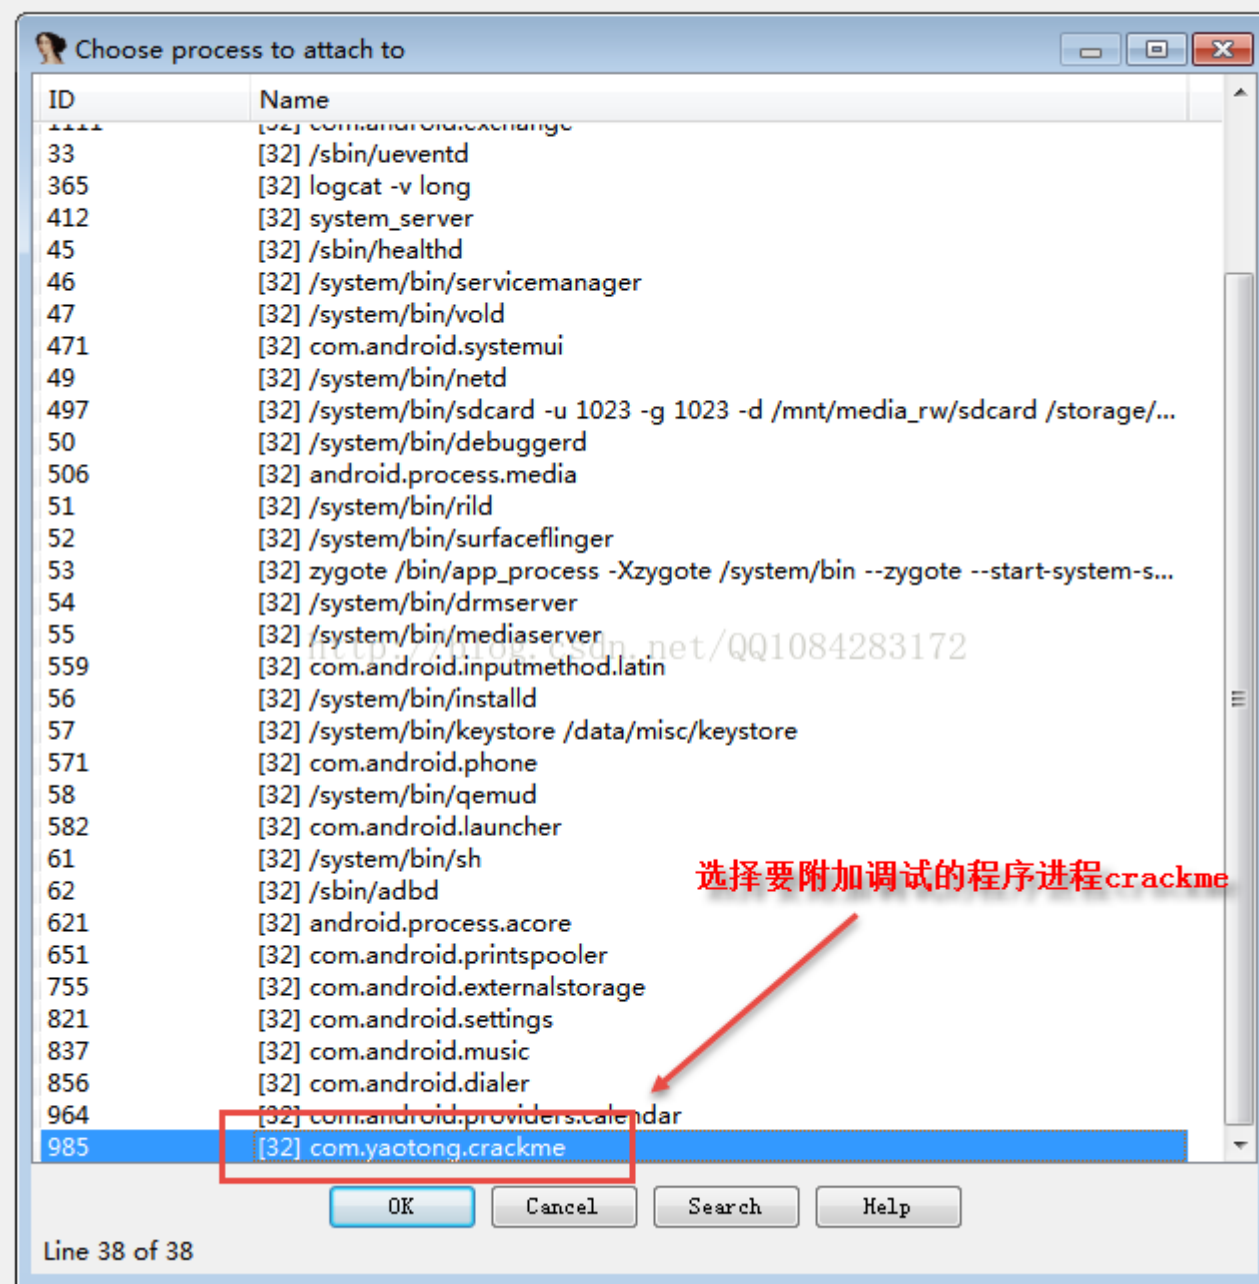 Choose process to attach to
ID Name
1111 [32] com.android.exchange
33 [32] /sbin/ueventd
365 [32] logcat -v long
412 [32] system_server
45 [32] /sbin/healthd
46 [32] /system/bin/servicemanager
47 [32] /system/bin/vold
471 [32] com.android.systemui
49 [32] /system/bin/netd
497 [32] /system/bin/sdcard -u 1023 -g 1023 -d /mnt/media_rw/sdcard /storage/...
50 [32] /system/bin/debuggerd
506 [32] android.process.media
51 [32] /system/bin/rild
52 [32] /system/bin/surfaceflinger
53 [32] zygote /bin/app_process -Xzygote /system/bin --zygote --start-system-s...
54 [32] /system/bin/drmserver
55 [32] /system/bin/mediaserver
http://blog.csdn.net/QQ1084283172
559 [32] com.android.inputmethod.latin
56 [32] /system/bin/installd
57 [32] /system/bin/keystore /data/misc/keystore
571 [32] com.android.phone
58 [32] /system/bin/qemud
582 [32] com.android.launcher
61 [32] /system/bin/sh
选择要附加调试的程序进程crackme
62 [32] /sbin/adbd
621 [32] android.process.acore
651 [32] com.android.printspooler
755 [32] com.android.externalstorage
821 [32] com.android.settings
837 [32] com.android.music
856 [32] com.android.dialer
964 [32] com.android.providers.calendar
985 [32] com.yaotong.crackme
OK Cancel Search Help
Line 38 of 38